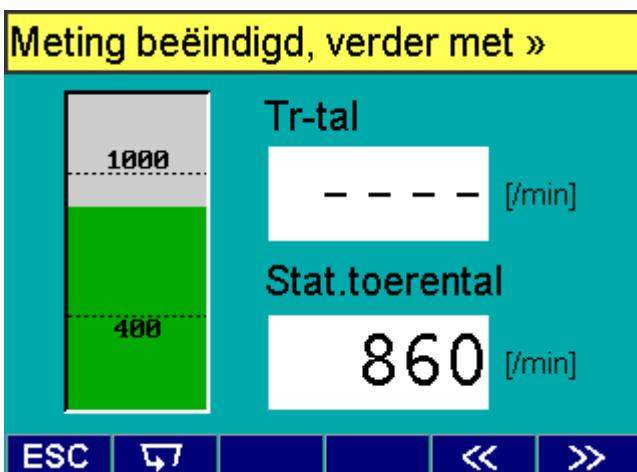 Meting beëindigd, verder met »
Tr-tal
1000
---- [/min]
Stat.toerental
400
860 [/min]
ESC << >>